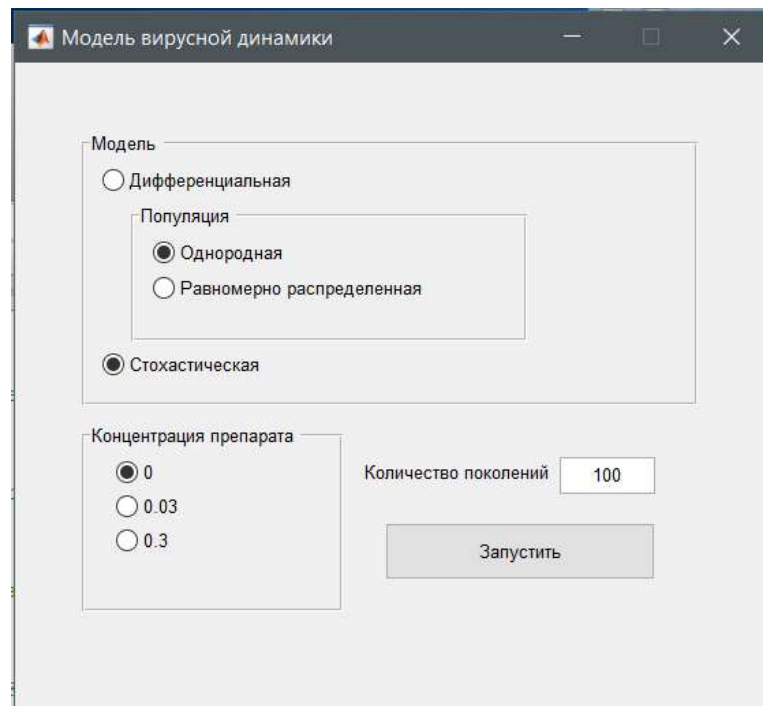 Модель вирусной динамики
Модель
Дифференциальная
Популяция
Однородная
Равномерно распределенная
Стохастическая
Концентрация препарата
0
0.03
0.3
Количество поколений 100
Запустить